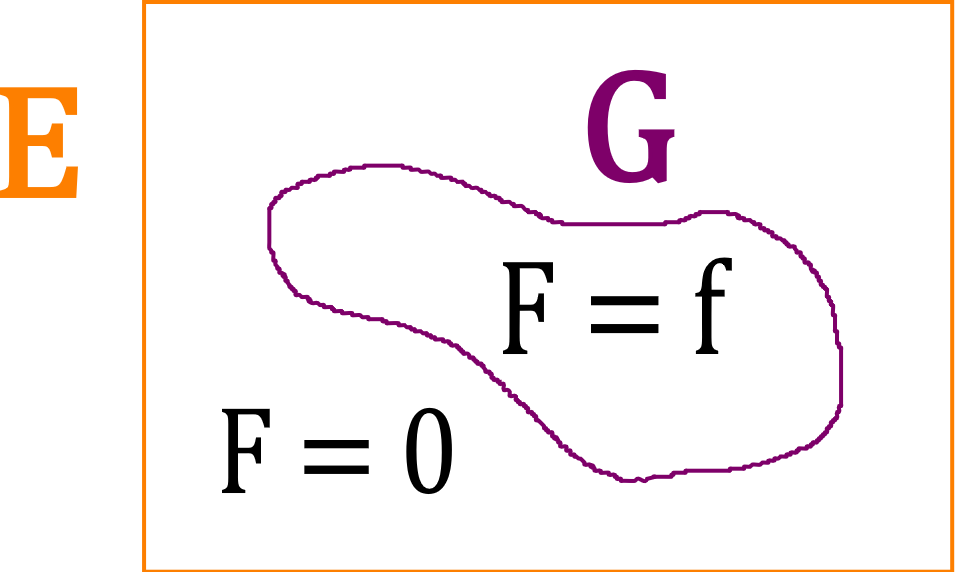 E
G
F = f
F = 0